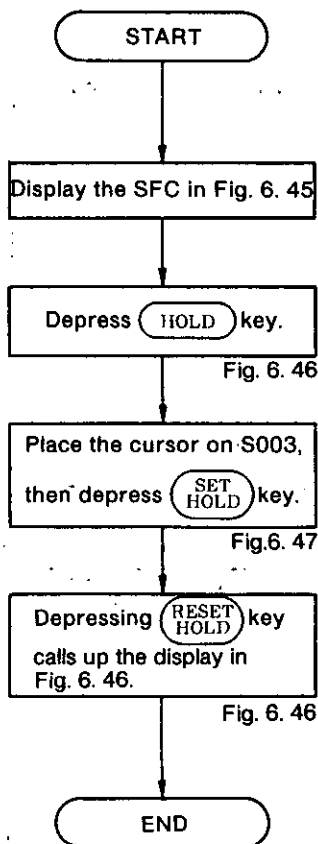 START
Display the SFC in Fig. 6. 45
Depress HOLD key.
Fig. 6. 46
Place the cursor on S003,
then depress SET HOLD key.
Fig.6. 47
Depressing RESET HOLD key
calls up the display in
Fig. 6. 46.
Fig. 6. 46
END